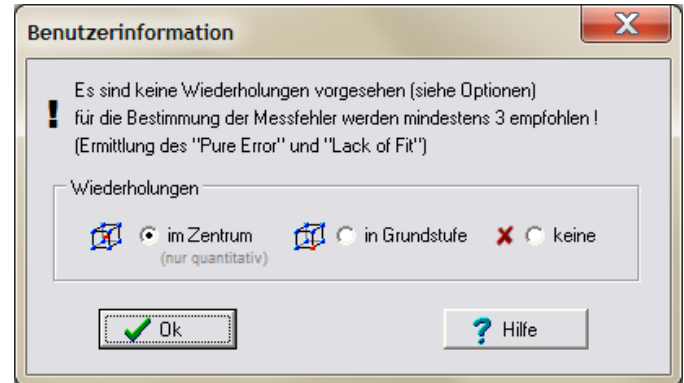 Benutzerinformation
Es sind keine Wiederholungen vorgesehen (siehe Optionen)
! für die Bestimmung der Messfehler werden mindestens 3 empfohlen !
(Ermittlung des "Pure Error" und "Lack of Fit")
Wiederholungen
im Zentrum in Grundstufe keine
(nur quantitativ)
Ok ? Hilfe